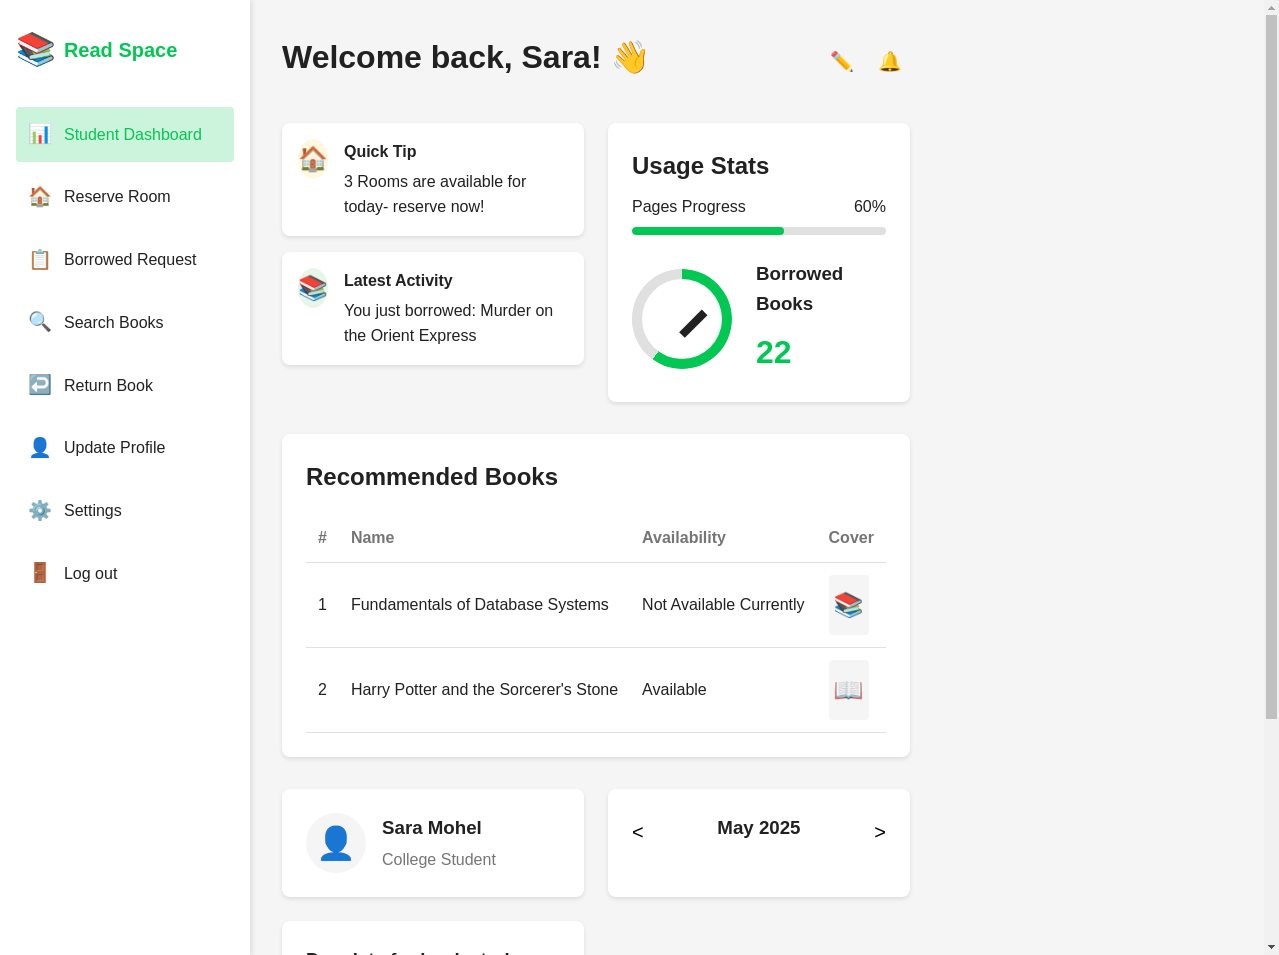 Read Space
Student Dashboard
Reserve Room
Borrowed Request
Search Books
Return Book
Update Profile
Settings
Log out
Welcome back, Sara! 👋
Quick Tip
3 Rooms are available for
today- reserve now!
Latest Activity
You just borrowed: Murder on
the Orient Express
Usage Stats
Pages Progress 60%
Borrowed
Books
22
Recommended Books
# Name Availability Cover
1 Fundamentals of Database Systems Not Available Currently
2 Harry Potter and the Sorcerer's Stone Available
Sara Mohel
College Student
< May 2025 >